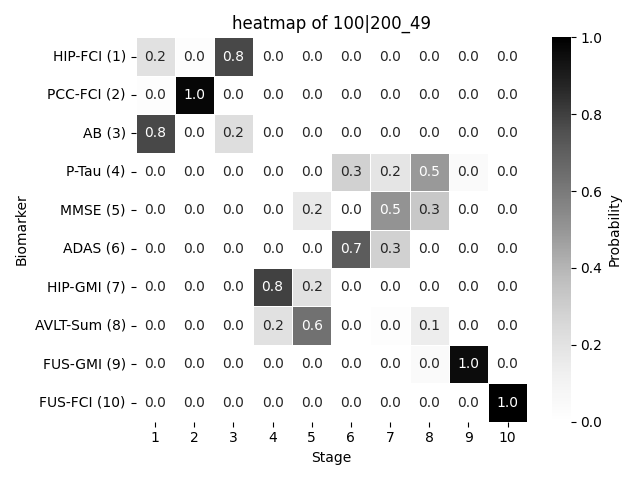 heatmap of 100|200_49
HIP-FCI (1) 0.2 0.0 0.8 0.0 0.0 0.0 0.0 0.0 0.0 0.0
PCC-FCI (2) 0.0 1.0 0.0 0.0 0.0 0.0 0.0 0.0 0.0 0.0
AB (3) 0.8 0.0 0.2 0.0 0.0 0.0 0.0 0.0 0.0 0.0
P-Tau (4) 0.0 0.0 0.0 0.0 0.0 0.3 0.2 0.5 0.0 0.0
MMSE (5) 0.0 0.0 0.0 0.0 0.2 0.0 0.5 0.3 0.0 0.0
ADAS (6) 0.0 0.0 0.0 0.0 0.0 0.7 0.3 0.0 0.0 0.0
HIP-GMI (7) 0.0 0.0 0.0 0.8 0.2 0.0 0.0 0.0 0.0 0.0
AVLT-Sum (8) 0.0 0.0 0.0 0.2 0.6 0.0 0.0 0.1 0.0 0.0
FUS-GMI (9) 0.0 0.0 0.0 0.0 0.0 0.0 0.0 0.0 1.0 0.0
FUS-FCI (10) 0.0 0.0 0.0 0.0 0.0 0.0 0.0 0.0 0.0 1.0
1 2 3 4 5 6 7 8 9 10
Stage
Biomarker
1.0
0.8
0.6
0.4
0.2
0.0
Probability